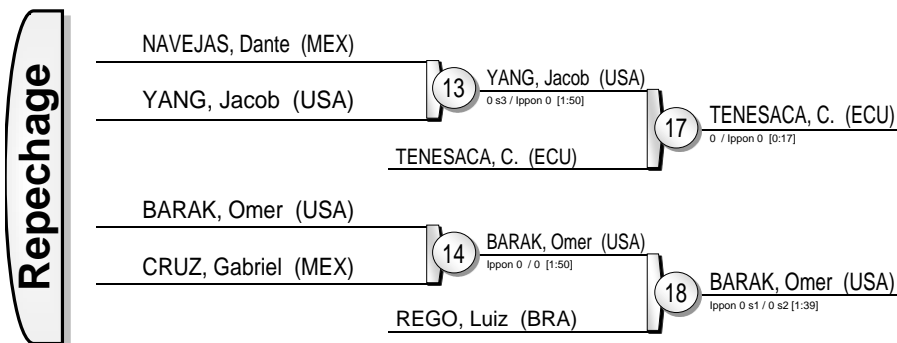 Repechage
NAVEJAS, Dante (MEX)
YANG, Jacob (USA)
13
YANG, Jacob (USA)
0 s3 / Ippon 0 [1:50]
TENESACA, C. (ECU)
17
TENESACA, C. (ECU)
0 / Ippon 0 [0:17]
BARAK, Omer (USA)
CRUZ, Gabriel (MEX)
14
BARAK, Omer (USA)
Ippon 0 / 0 [1:50]
REGO, Luiz (BRA)
18
BARAK, Omer (USA)
Ippon 0 s1 / 0 s2 [1:39]